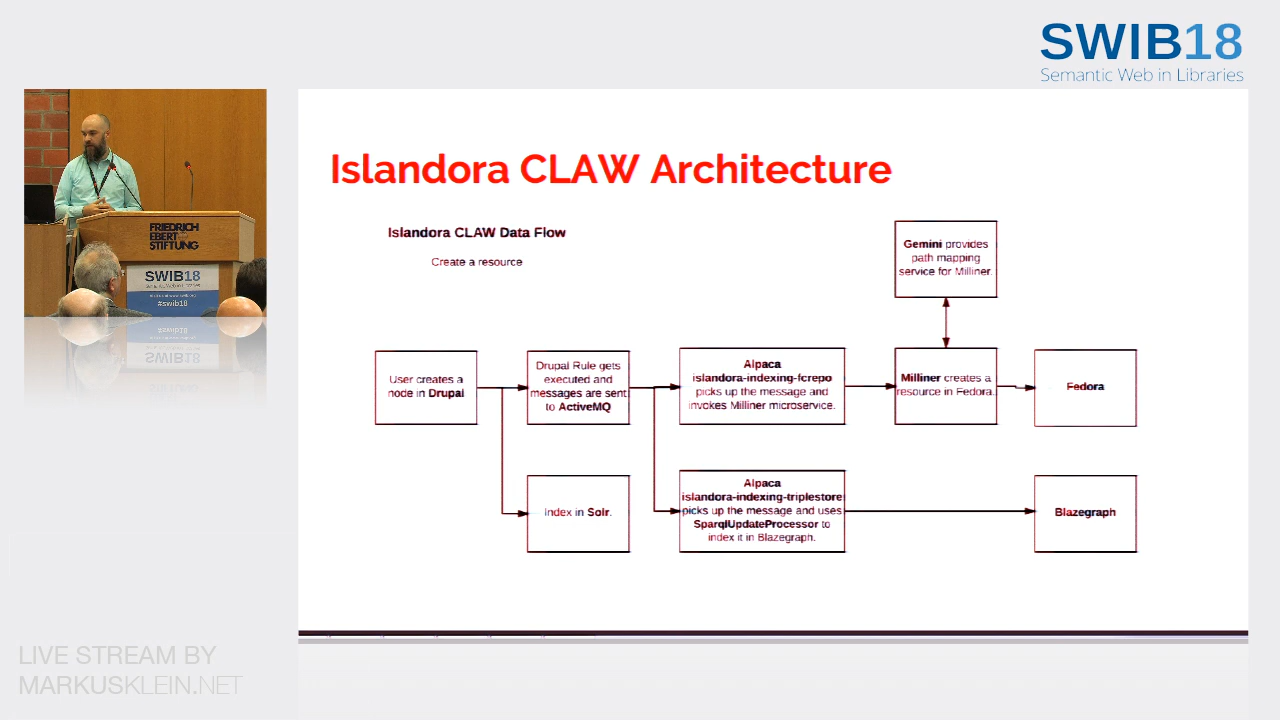 SWIB18
Semantic Web in Libraries
FRIEDRICH
EBERT
STIFTUNG
SWIB18
Semantic Web in Libraries
#swib18
Islandora CLAW Architecture
Islandora CLAW Data Flow
Create a resource
Gemini provides
path mapping
service for Milliner.
User creates a
node in Drupal
Drupal Rule gets
executed and
messages are sent
to ActiveMQ
Alpaca
islandora-indexing-fcrepo
picks up the message and
invokes Milliner microservice.
Milliner creates a
resource in Fedora.
Fedora
Index in Solr.
Alpaca
islandora-indexing-triplestore
picks up the message and uses
SparqlUpdateProcessor to
index it in Blazegraph.
Blazegraph
LIVE STREAM BY
MARKUSKLEIN.NET